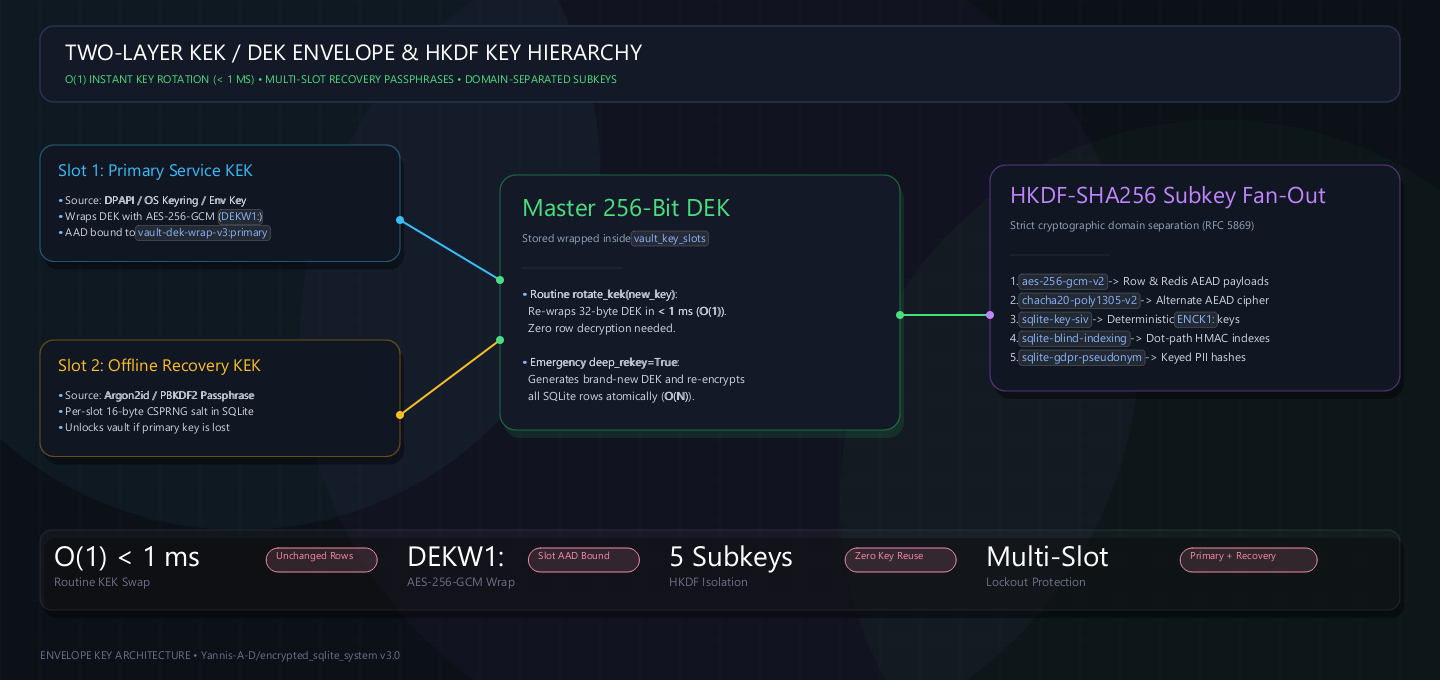 TWO-LAYER KEK / DEK ENVELOPE & HKDF KEY HIERARCHY
O(1) INSTANT KEY ROTATION (< 1 MS) • MULTI-SLOT RECOVERY PASSPHRASES • DOMAIN-SEPARATED SUBKEYS
Slot 1: Primary Service KEK
• Source: DPAPI / OS Keyring / Env Key
• Wraps DEK with AES-256-GCM (DEKW1:)
• AAD bound to vault-dek-wrap-v3:primary
Slot 2: Offline Recovery KEK
• Source: Argon2id / PBKDF2 Passphrase
• Per-slot 16-byte CSPRNG salt in SQLite
• Unlocks vault if primary key is lost
Master 256-Bit DEK
Stored wrapped inside vault_key_slots
• Routine rotate_kek(new_key):
Re-wraps 32-byte DEK in < 1 ms (O(1)).
Zero row decryption needed.
• Emergency deep_rekey=True:
Generates brand-new DEK and re-encrypts
all SQLite rows atomically (O(N)).
HKDF-SHA256 Subkey Fan-Out
Strict cryptographic domain separation (RFC 5869)
1. aes-256-gcm-v2 -> Row & Redis AEAD payloads
2. chacha20-poly1305-v2 -> Alternate AEAD cipher
3. sqlite-key-siv -> Deterministic ENCK1: keys
4. sqlite-blind-indexing -> Dot-path HMAC indexes
5. sqlite-gdpr-pseudonym -> Keyed PII hashes
O(1) < 1 ms
Unchanged Rows
Routine KEK Swap
DEKW1:
Slot AAD Bound
AES-256-GCM Wrap
5 Subkeys
Zero Key Reuse
HKDF Isolation
Multi-Slot
Primary + Recovery
Lockout Protection
ENVELOPE KEY ARCHITECTURE • Yannis-A-D/encrypted_sqlite_system v3.0